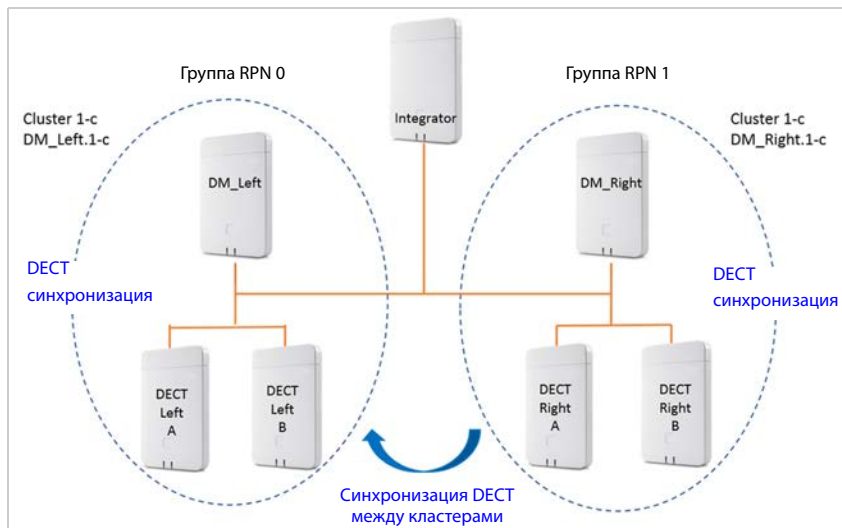 Группа RPN 0
Группа RPN 1
Integrator
Cluster 1-c
DM_Left.1-c
Cluster 1-c
DM_Right.1-c
DM_Left
DM_Right
DECT
синхронизация
DECT
синхронизация
DECT
Left
A
DECT
Left
B
DECT
Right
A
DECT
Right
B
Синхронизация DECT
между кластерами